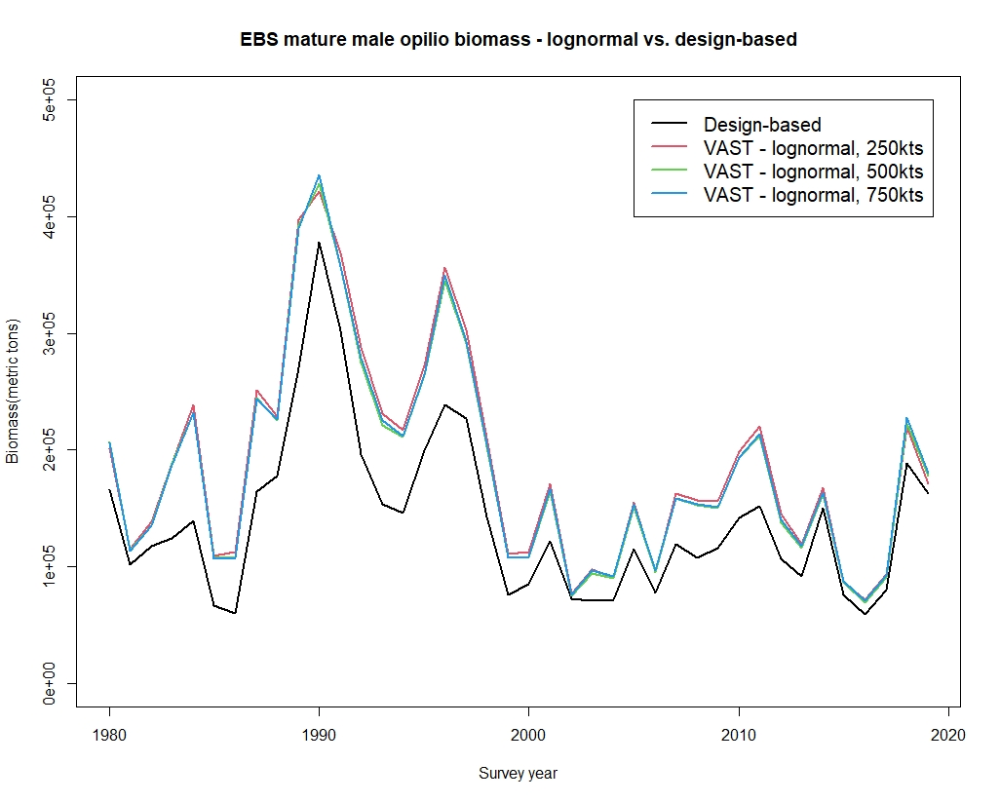 EBS mature male opilio biomass - lognormal vs. design-based
Design-based
VAST - lognormal, 250kts
VAST - lognormal, 500kts
VAST - lognormal, 750kts
Biomass(metric tons)
5e+05
4e+05
3e+05
2e+05
1e+05
0e+00
1980 1990 2000 2010 2020
Survey year